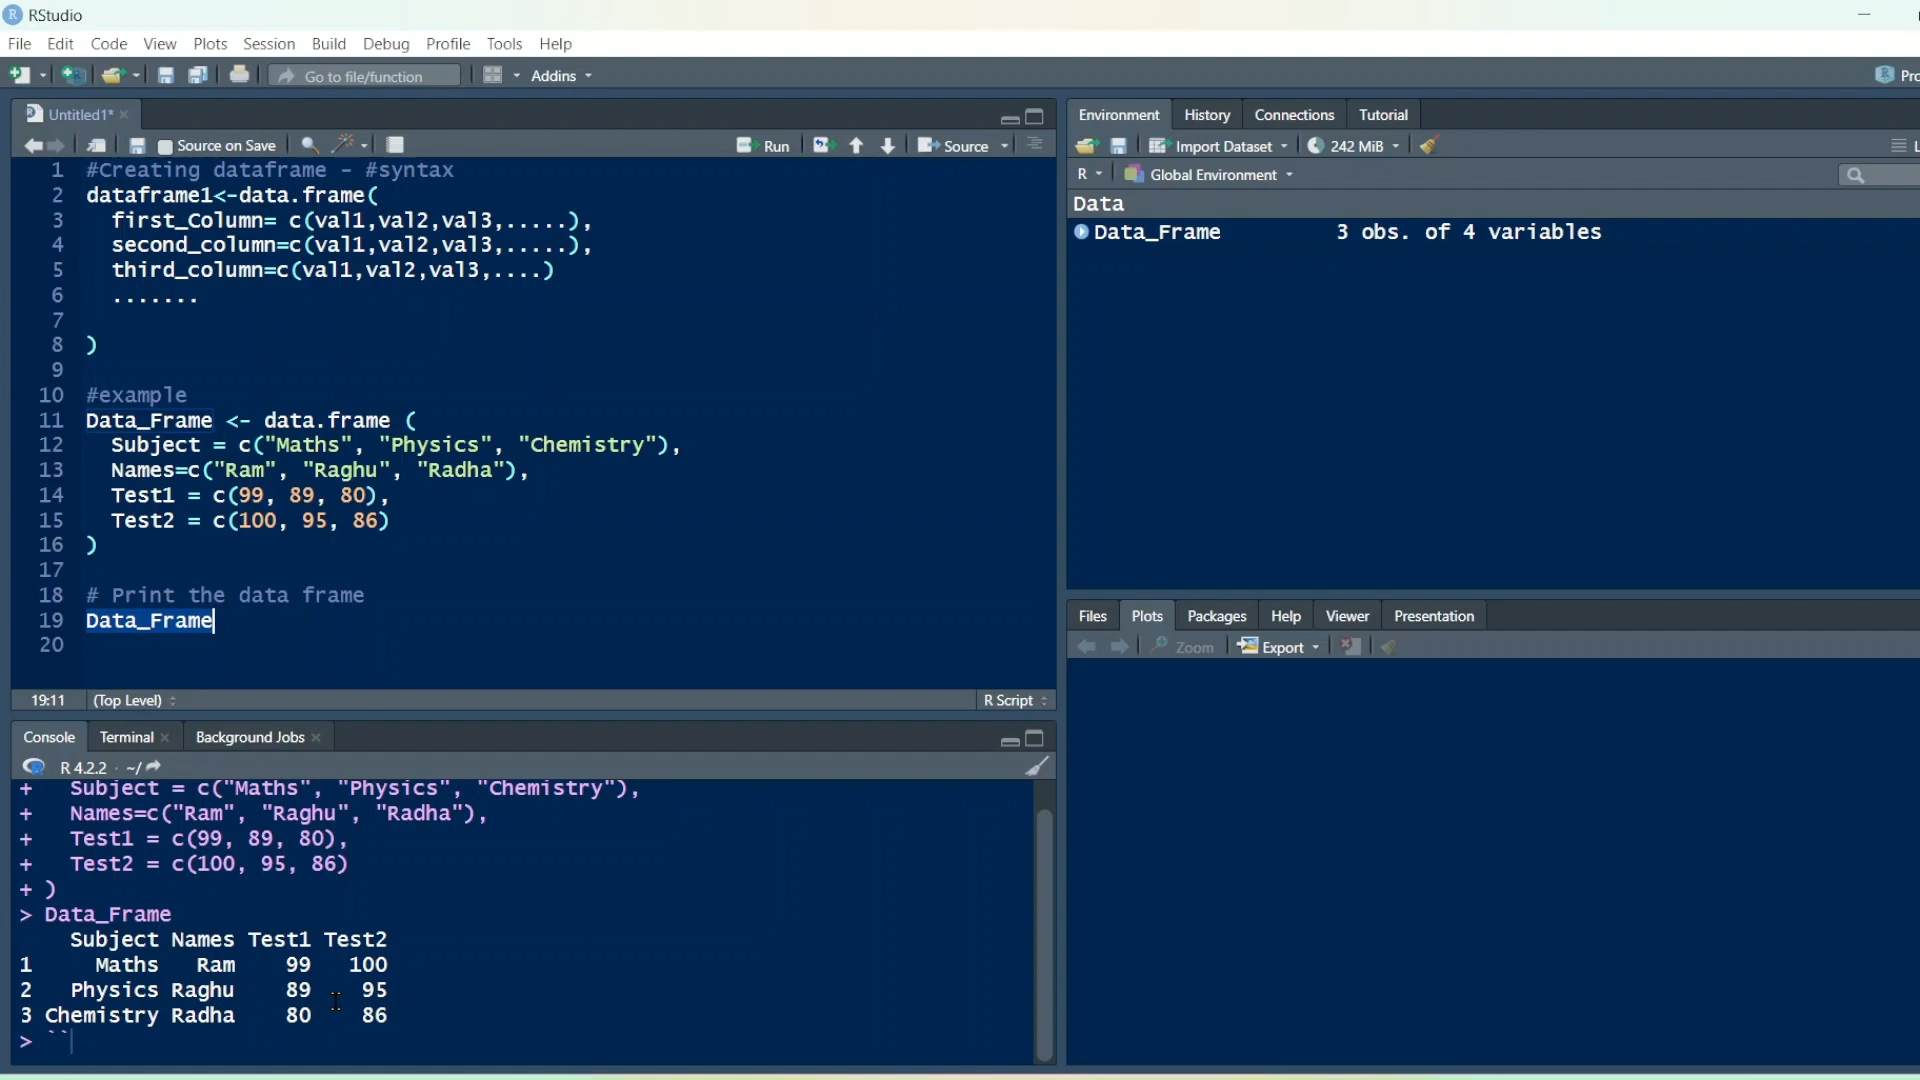 RStudio
File Edit Code View Plots Session Build Debug Profile Tools Help
Go to file/function Addins
Untitled1*
Source on Save Run Source
1 #Creating dataframe - #syntax
2 dataframe1<-data.frame(
3 first_Column= c(val1,val2,val3,.....),
4 second_column=c(val1,val2,val3,.....),
5 third_column=c(val1,val2,val3,....)
6 .......
7
8 )
9
10 #example
11 Data_Frame <- data.frame (
12 Subject = c("Maths", "Physics", "Chemistry"),
13 Names=c("Ram", "Raghu", "Radha"),
14 Test1 = c(99, 89, 80),
15 Test2 = c(100, 95, 86)
16 )
17
18 # Print the data frame
19 Data_Frame
20
19:11 (Top Level) R Script
Console Terminal Background Jobs
R 4.2.2 · ~/
+ Subject = c("Maths", "Physics", "Chemistry"),
+ Names=c("Ram", "Raghu", "Radha"),
+ Test1 = c(99, 89, 80),
+ Test2 = c(100, 95, 86)
+ )
> Data_Frame
Subject Names Test1 Test2
1 Maths Ram 99 100
2 Physics Raghu 89 95
3 Chemistry Radha 80 86
> ``
Environment History Connections Tutorial
Import Dataset 242 MiB
R Global Environment
Data
Data_Frame 3 obs. of 4 variables
Files Plots Packages Help Viewer Presentation
Zoom Export